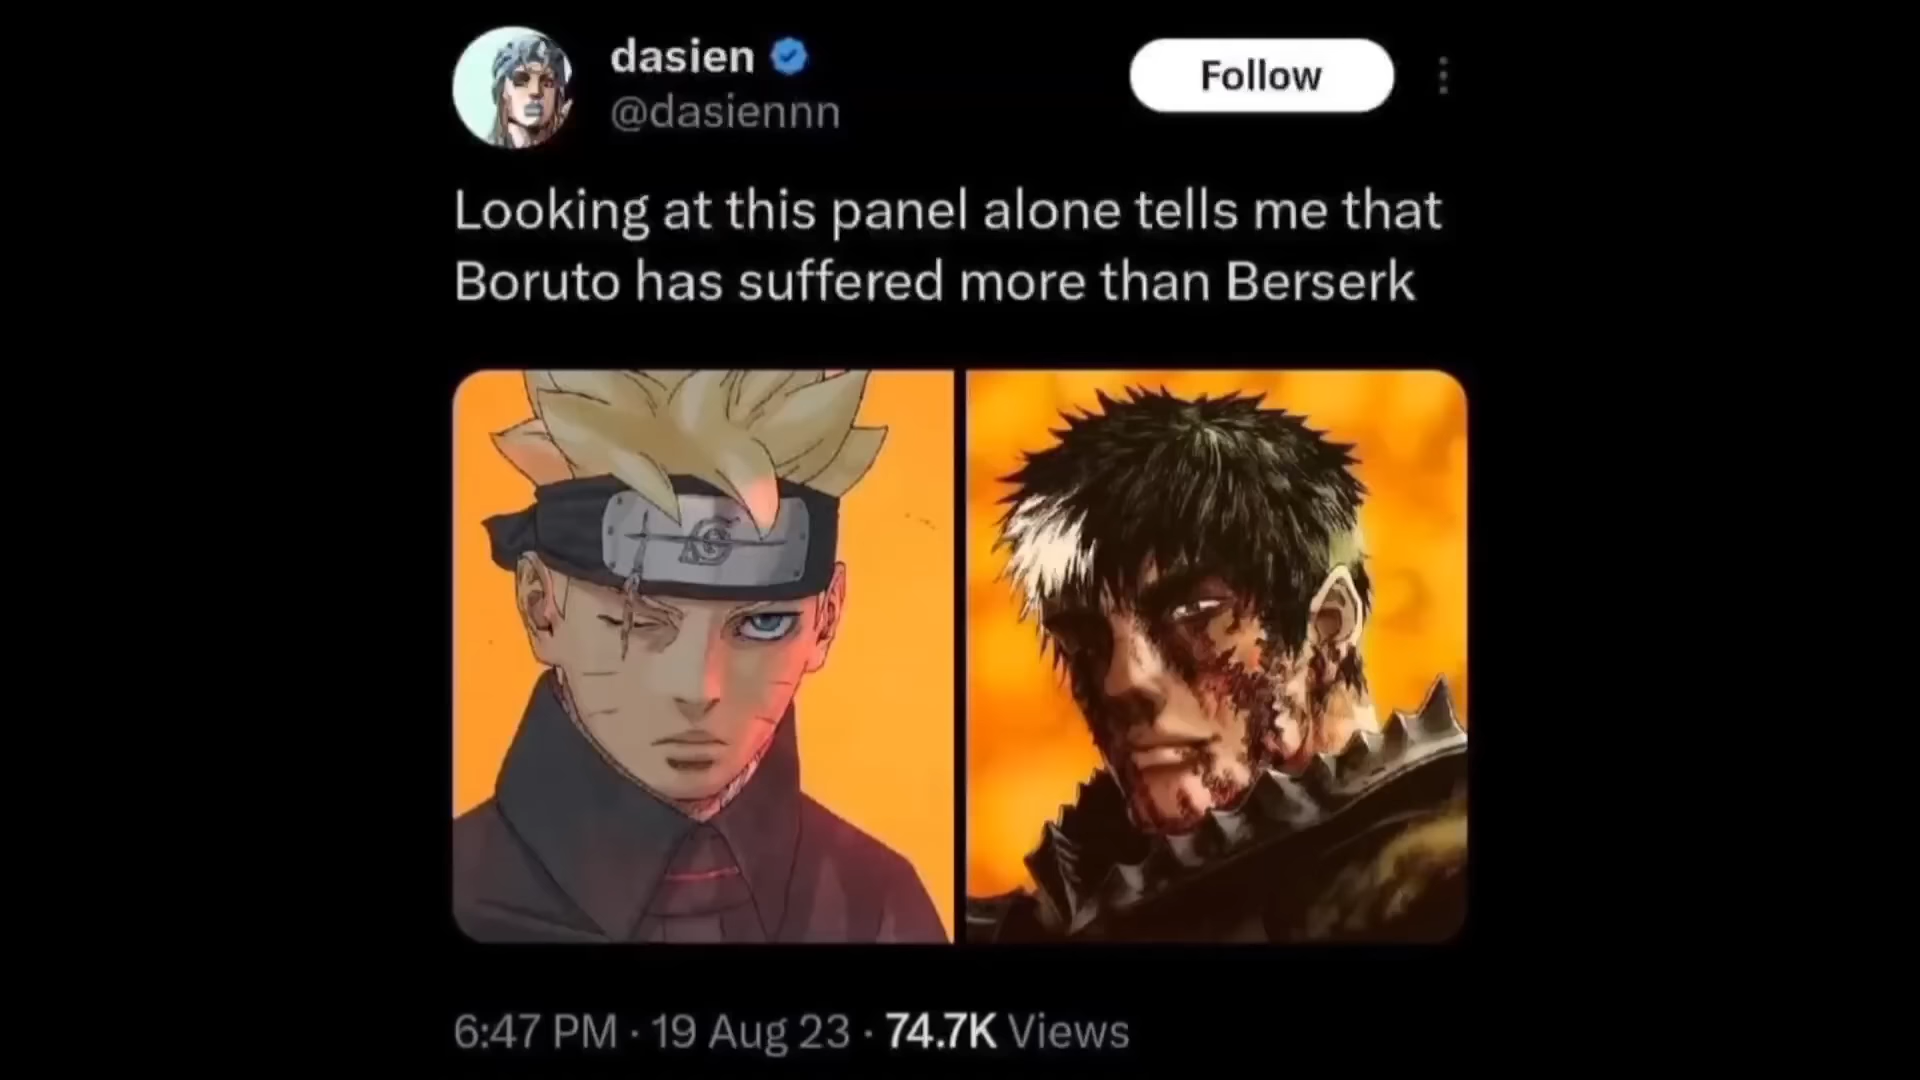 dasien
@dasiennn
Follow
Looking at this panel alone tells me that
Boruto has suffered more than Berserk
6:47 PM · 19 Aug 23 · 74.7K Views